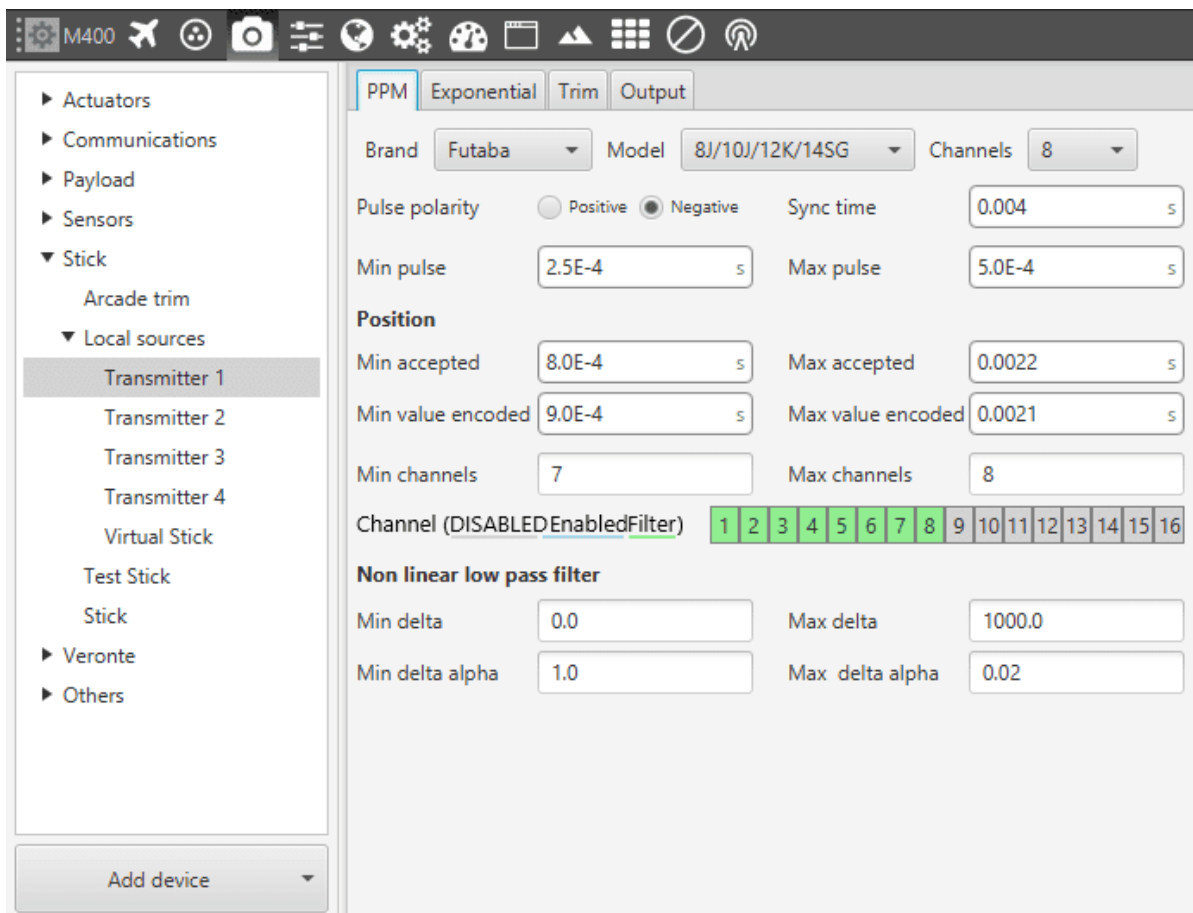 M400
Actuators
Communications
Payload
Sensors
Stick
Arcade trim
Local sources
Transmitter 1
Transmitter 2
Transmitter 3
Transmitter 4
Virtual Stick
Test Stick
Stick
Veronte
Others
Add device
PPM Exponential Trim Output
Brand Futaba Model 8J/10J/12K/14SG Channels 8
Pulse polarity Positive Negative Sync time 0.004 s
Min pulse 2.5E-4 s Max pulse 5.0E-4 s
Position
Min accepted 8.0E-4 s Max accepted 0.0022 s
Min value encoded 9.0E-4 s Max value encoded 0.0021 s
Min channels 7 Max channels 8
Channel (DISABLEDEnabledFilter) 1 2 3 4 5 6 7 8 9 10 11 12 13 14 15 16
Non linear low pass filter
Min delta 0.0 Max delta 1000.0
Min delta alpha 1.0 Max delta alpha 0.02